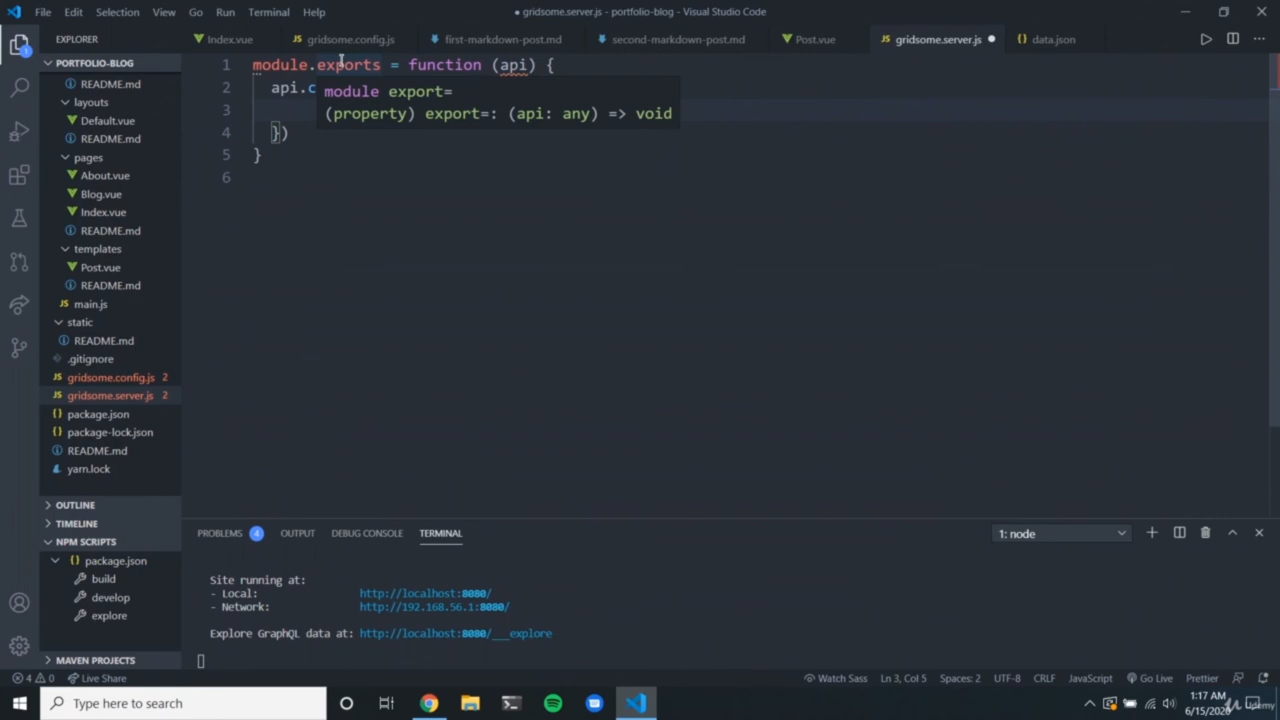 File Edit Selection View Go Run Terminal Help
● gridsome.server.js - portfolio-blog - Visual Studio Code
EXPLORER
Index.vue
gridsome.config.js
first-markdown-post.md
second-markdown-post.md
Post.vue
gridsome.server.js ●
data.json
PORTFOLIO-BLOG
README.md
layouts
Default.vue
README.md
pages
About.vue
Blog.vue
Index.vue
README.md
templates
Post.vue
README.md
main.js
static
README.md
.gitignore
gridsome.config.js 2
gridsome.server.js 2
package.json
package-lock.json
README.md
yarn.lock
OUTLINE
TIMELINE
NPM SCRIPTS
package.json
build
develop
explore
MAVEN PROJECTS
1 module.exports = function (api) {
2 api.c
module export=
(property) export=: (api: any) => void
3
4 })
5 }
6
PROBLEMS 4 OUTPUT DEBUG CONSOLE TERMINAL
1: node
Site running at:
- Local: http://localhost:8080/
- Network: http://192.168.56.1:8080/
Explore GraphQL data at: http://localhost:8080/___explore
4 0 Live Share
Watch Sass Ln 3, Col 5 Spaces: 2 UTF-8 CRLF JavaScript Go Live Prettier
Type here to search
1:17 AM
6/15/2020
Udemy